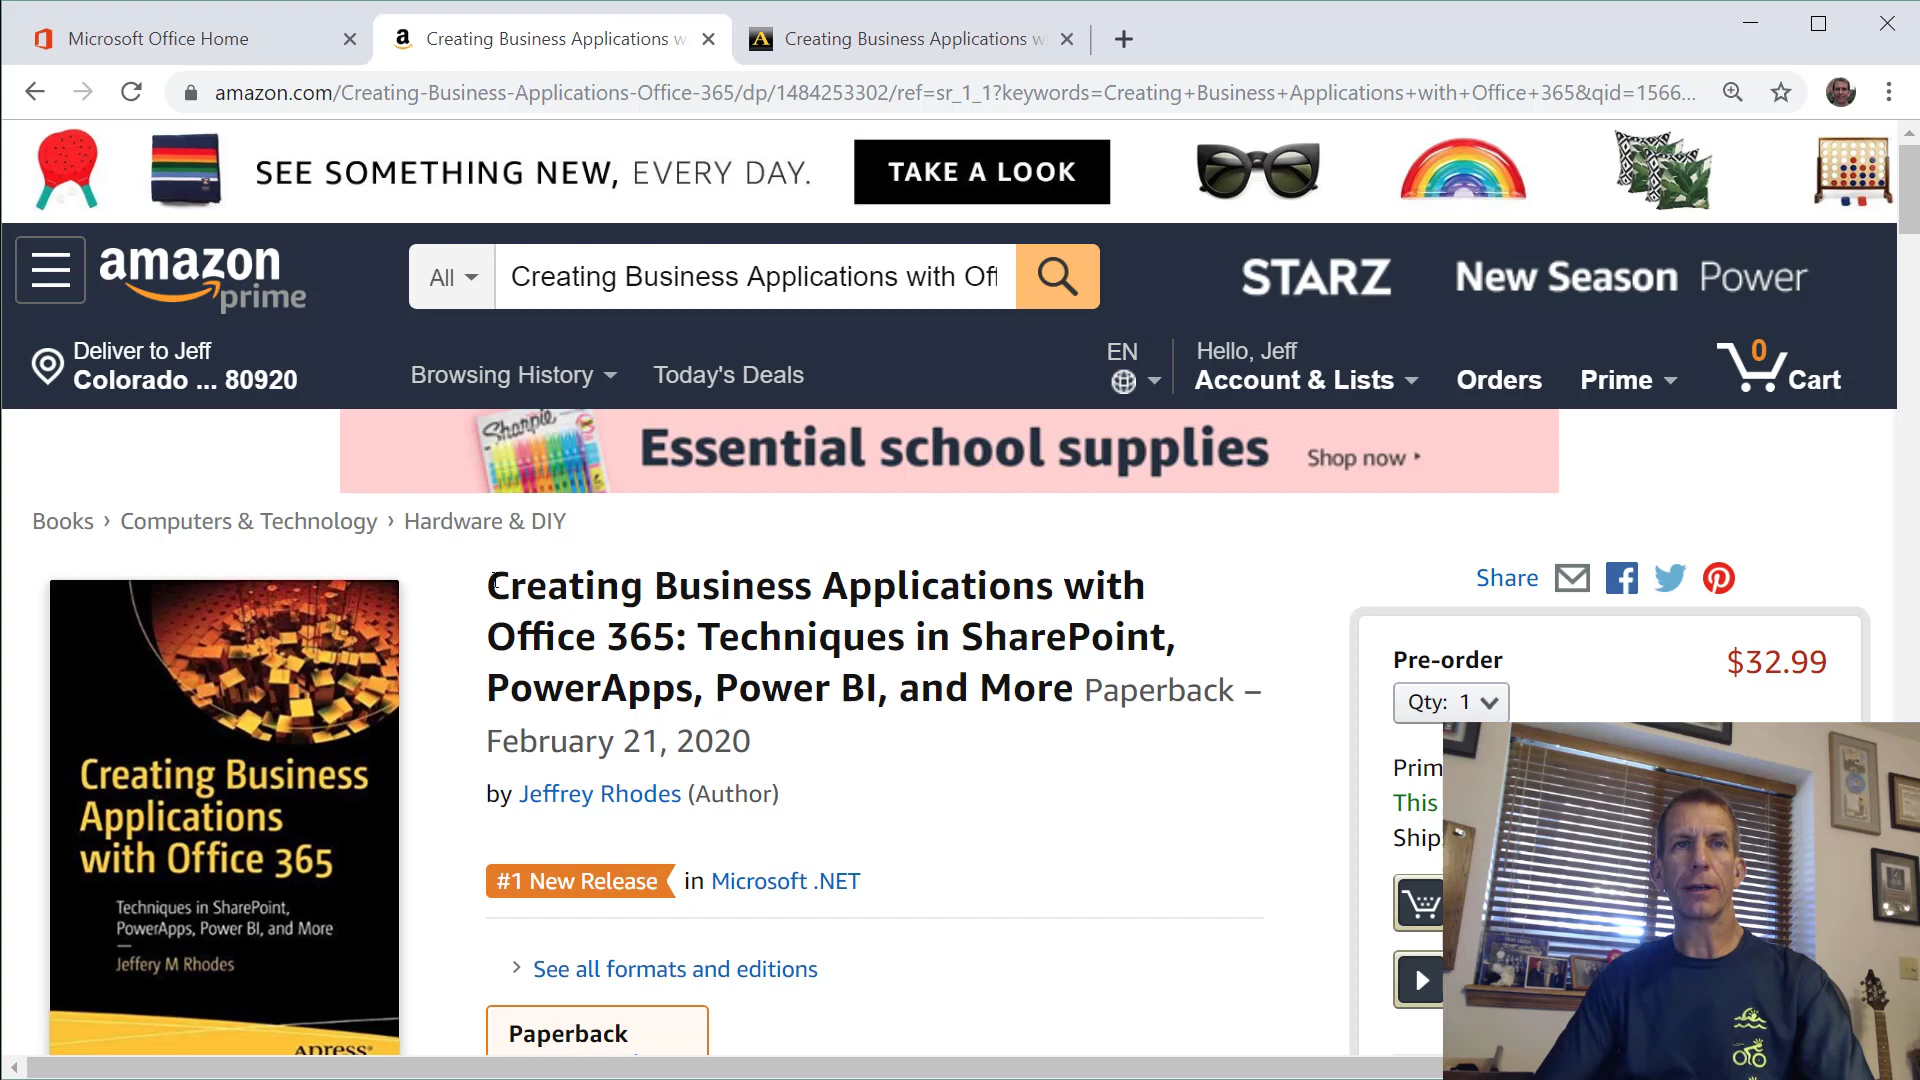 Microsoft Office Home
Creating Business Applications w
Creating Business Applications w
amazon.com/Creating-Business-Applications-Office-365/dp/1484253302/ref=sr_1_1?keywords=Creating+Business+Applications+with+Office+365&qid=1566...
SEE SOMETHING NEW, EVERY DAY.
TAKE A LOOK
amazon prime
All
Creating Business Applications with Off
STARZ
New Season Power
Deliver to Jeff
Colorado ... 80920
Browsing History
Today's Deals
EN
Hello, Jeff
Account & Lists
Orders
Prime
0
Cart
Sharpie
Essential school supplies
Shop now
Books › Computers & Technology › Hardware & DIY
Creating Business Applications with
Office 365: Techniques in SharePoint,
PowerApps, Power BI, and More Paperback –
February 21, 2020
by Jeffrey Rhodes (Author)
#1 New Release in Microsoft .NET
See all formats and editions
Paperback
Creating Business
Applications
with Office 365
Techniques in SharePoint,
PowerApps, Power BI, and More
Jeffery M Rhodes
Apress®
Share
Pre-order
$32.99
Qty: 1
Prim
This
Ship